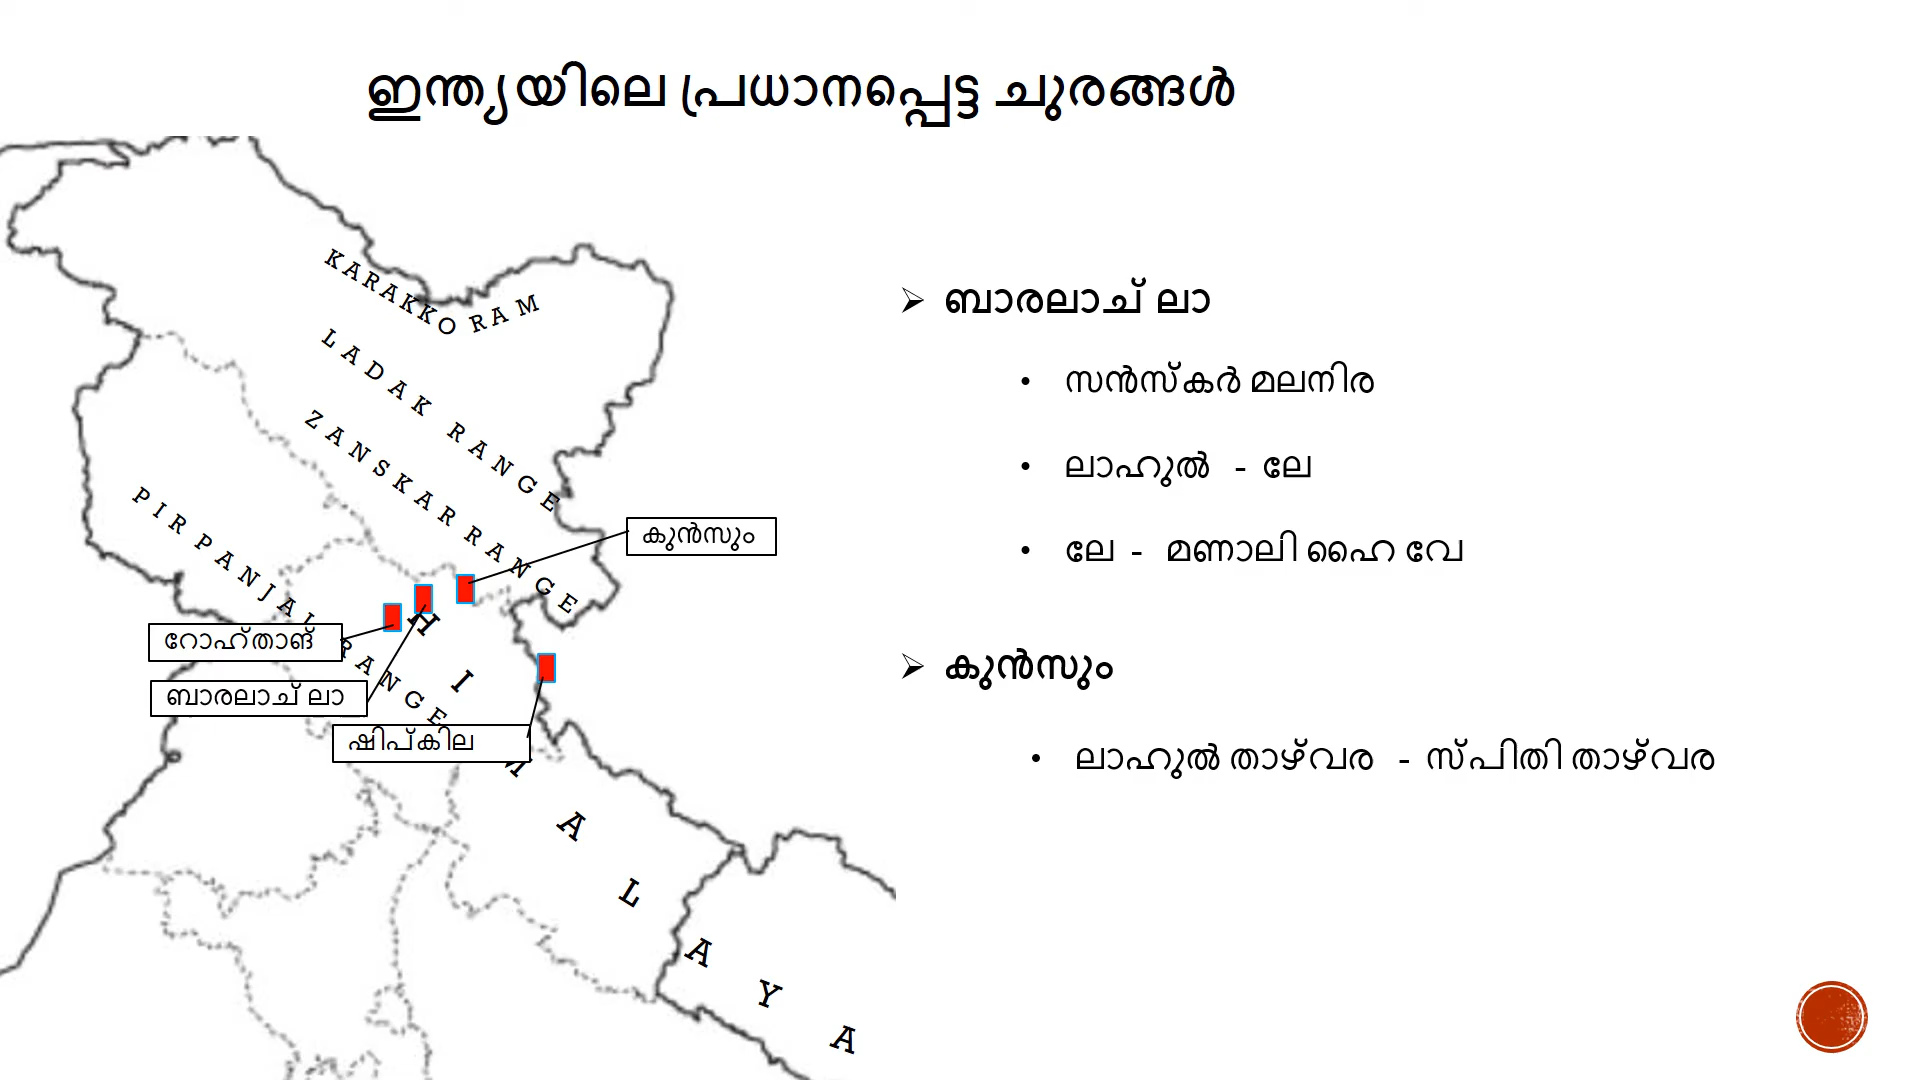 ഇന്ത്യയിലെ പ്രധാനപ്പെട്ട ചുരങ്ങൾ
KARAKKORAM
LADAK RANGE
ZANSKAR RANGE
PIR PANJAL RANGE
HIMALAYA
കുൻസും
റോഹ്താങ്
ബാരലാച് ലാ
ഷിപ്കില
➢ ബാരലാച് ലാ
• സൻസ്കർ മലനിര
• ലാഹുൽ - ലേ
• ലേ - മണാലി ഹൈ വേ
➢ കുൻസും
• ലാഹുൽ താഴ്വര - സ്പിതി താഴ്വര